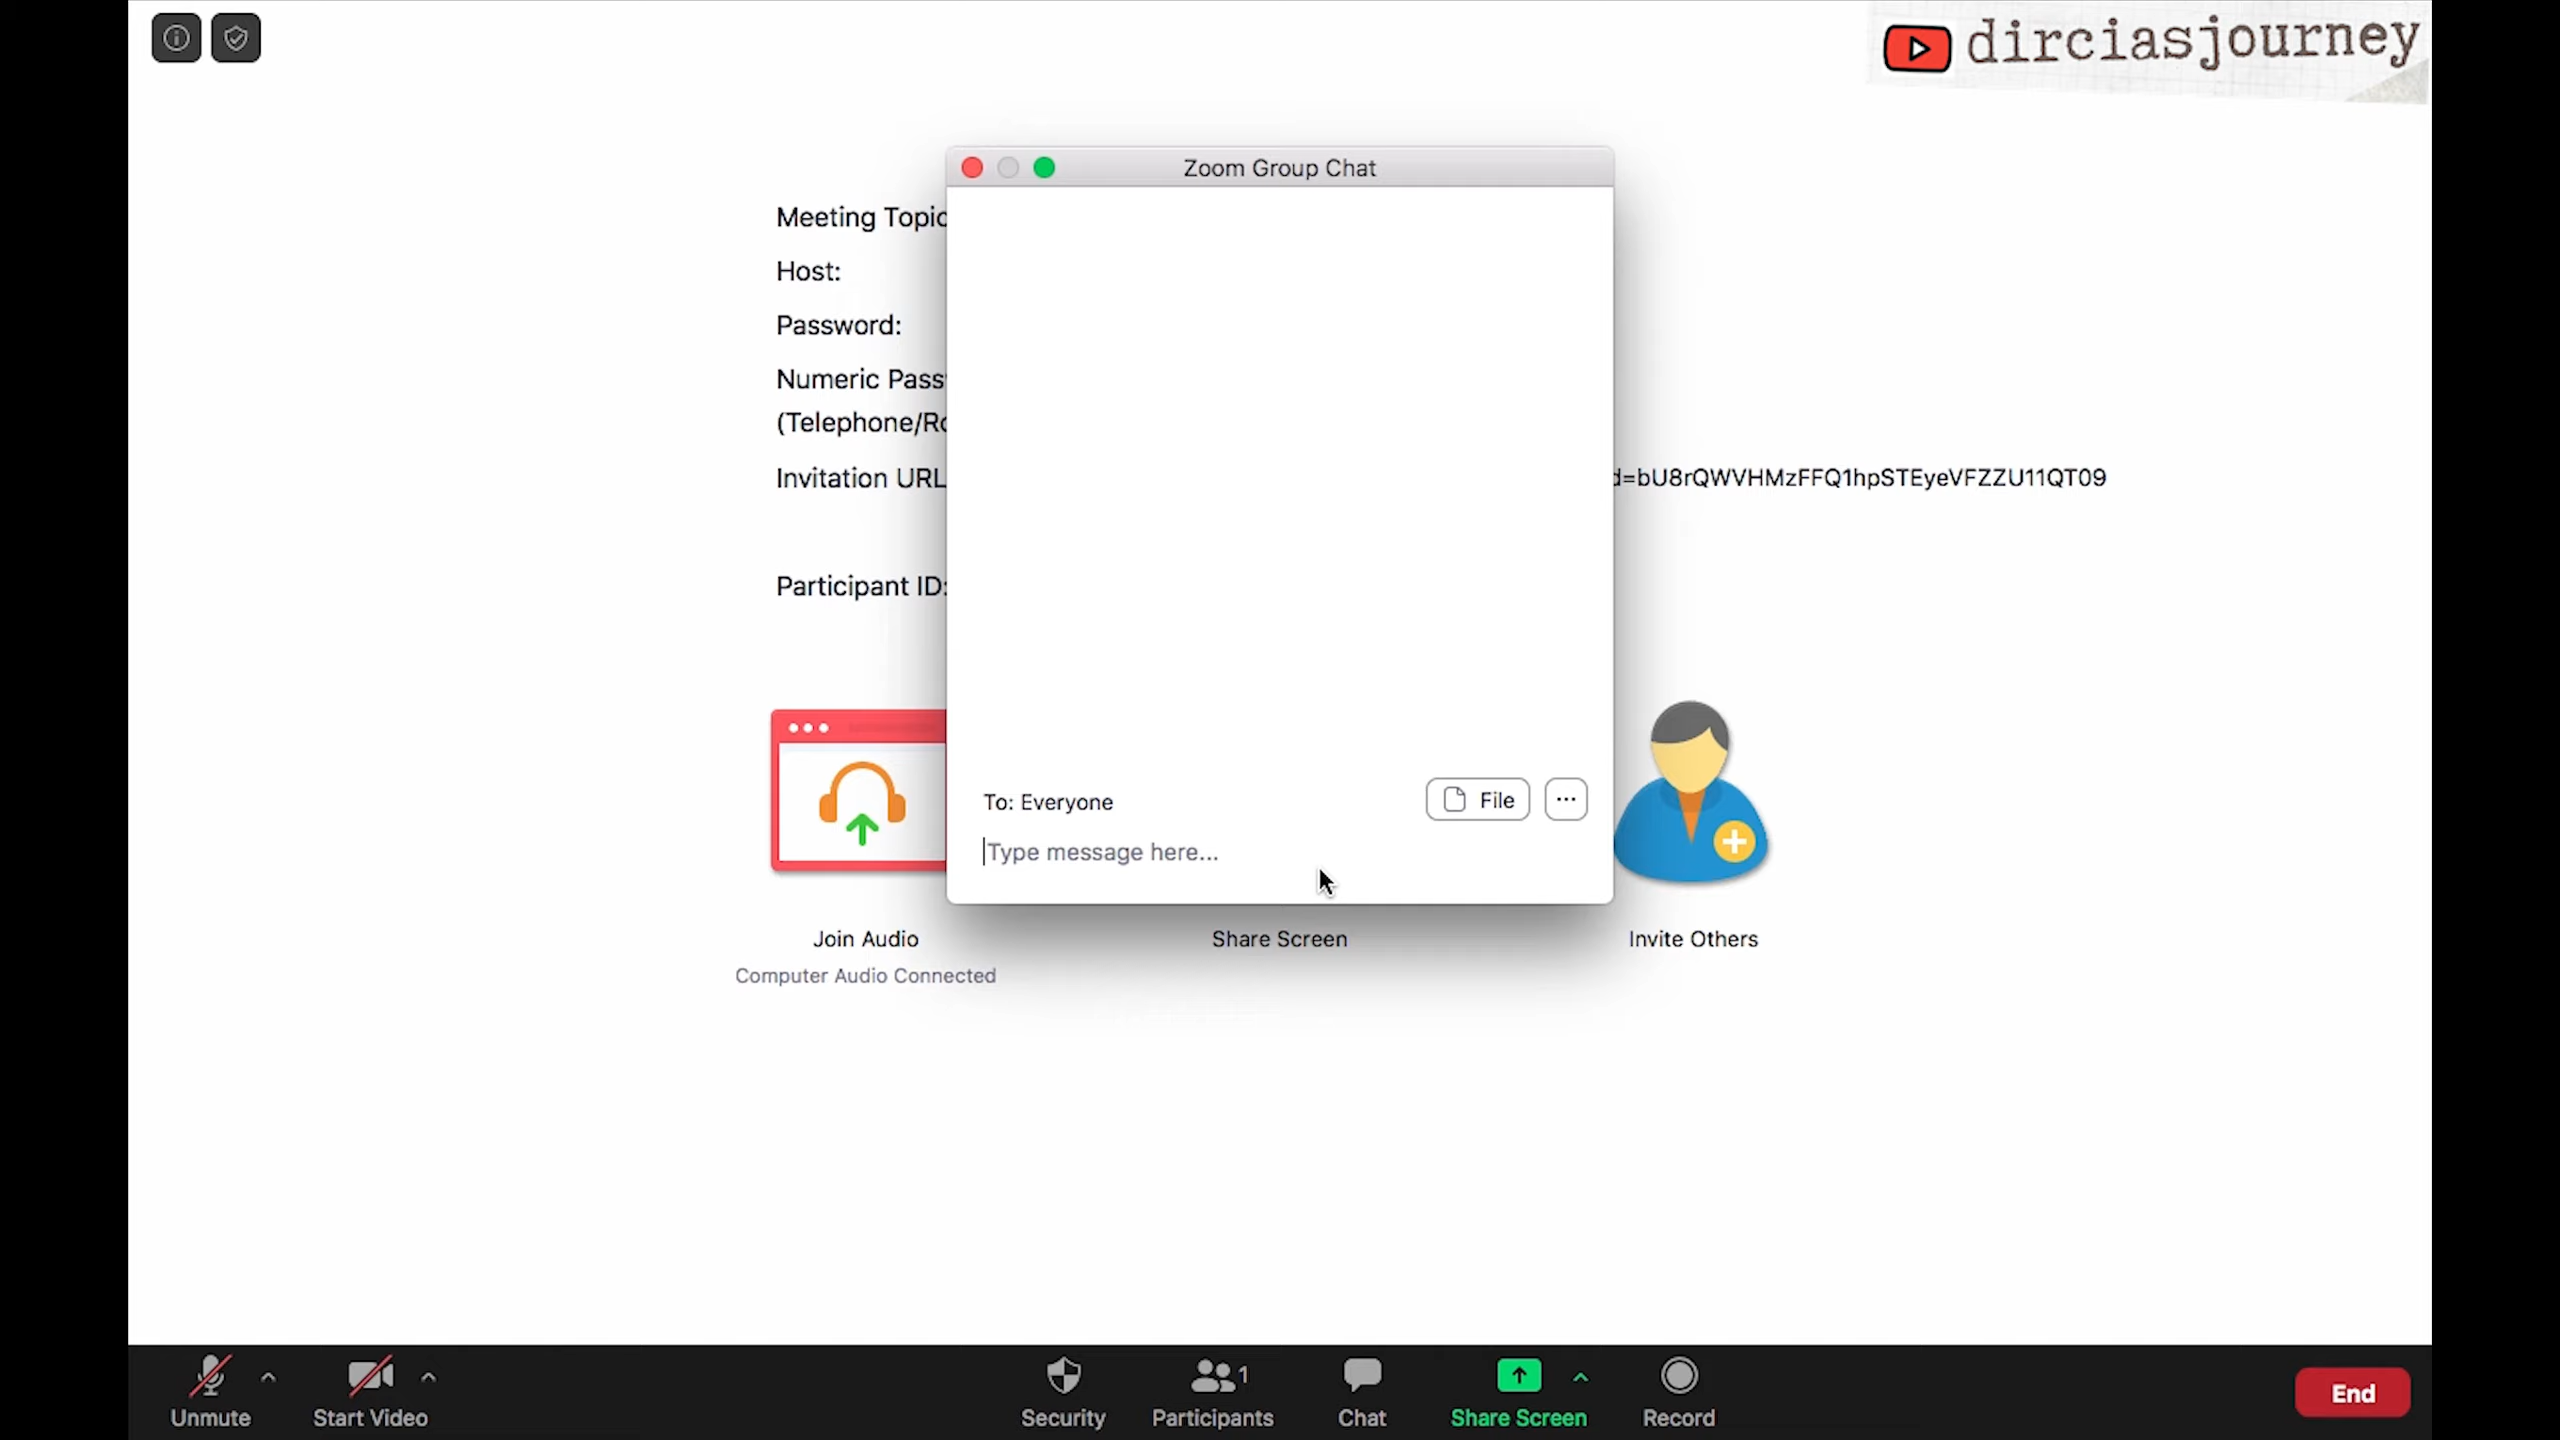 dirciasjourney
Zoom Group Chat
Meeting Topic
Host:
Password:
Numeric Pass
(Telephone/Ro
Invitation URL
d=bU8rQWVHMzFFQ1hpSTEyeVFZZU11QT09
Participant ID:
To: Everyone
File
Type message here...
Join Audio
Share Screen
Invite Others
Computer Audio Connected
1
Unmute
Start Video
Security
Participants
Chat
Share Screen
Record
End